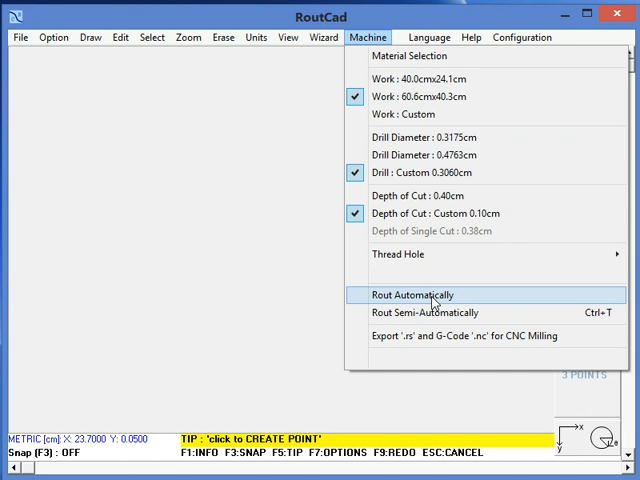 RoutCad
File Option Draw Edit Select Zoom Erase Units View Wizard Machine Language Help Configuration
Material Selection
Work : 40.0cmx24.1cm
Work : 60.6cmx40.3cm
Work : Custom
Drill Diameter : 0.3175cm
Drill Diameter : 0.4763cm
Drill : Custom 0.3060cm
Depth of Cut : 0.40cm
Depth of Cut : Custom 0.10cm
Depth of Single Cut : 0.38cm
Thread Hole
Rout Automatically
Rout Semi-Automatically Ctrl+T
Export '.rs' and G-Code '.nc' for CNC Milling
3 POINTS
METRIC [cm]: X: 23.7000 Y: 0.0500 TIP : 'click to CREATE POINT'
Snap (F3) : OFF F1:INFO F3:SNAP F5:TIP F7:OPTIONS F9:REDO ESC:CANCEL
x
y